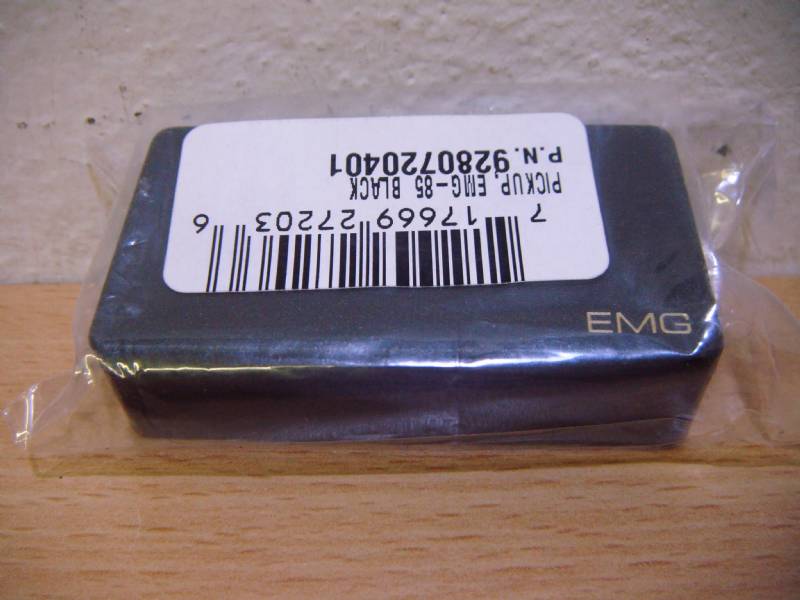 P.N. 9280720401
PICKUP, EMG-85 BLACK
7 17669 27203 6
EMG